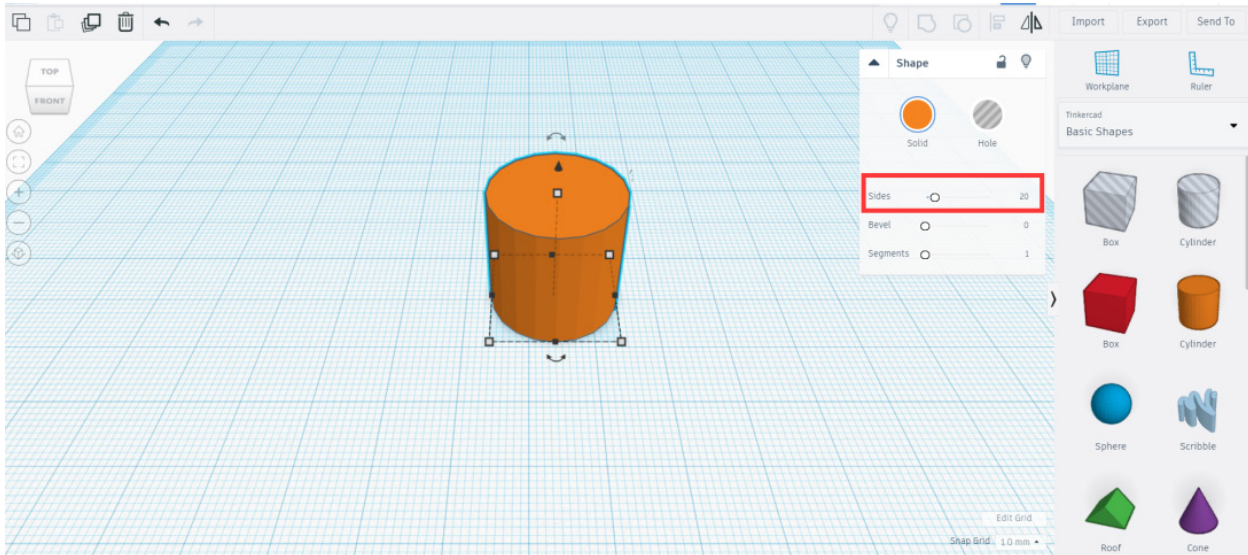 Import Export Send To
TOP
FRONT
Shape
Solid Hole
Sides 20
Bevel 0
Segments 1
Workplane Ruler
Tinkercad
Basic Shapes
Box Cylinder
Box Cylinder
Sphere Scribble
Roof Cone
Edit Grid
Snap Grid 1.0 mm